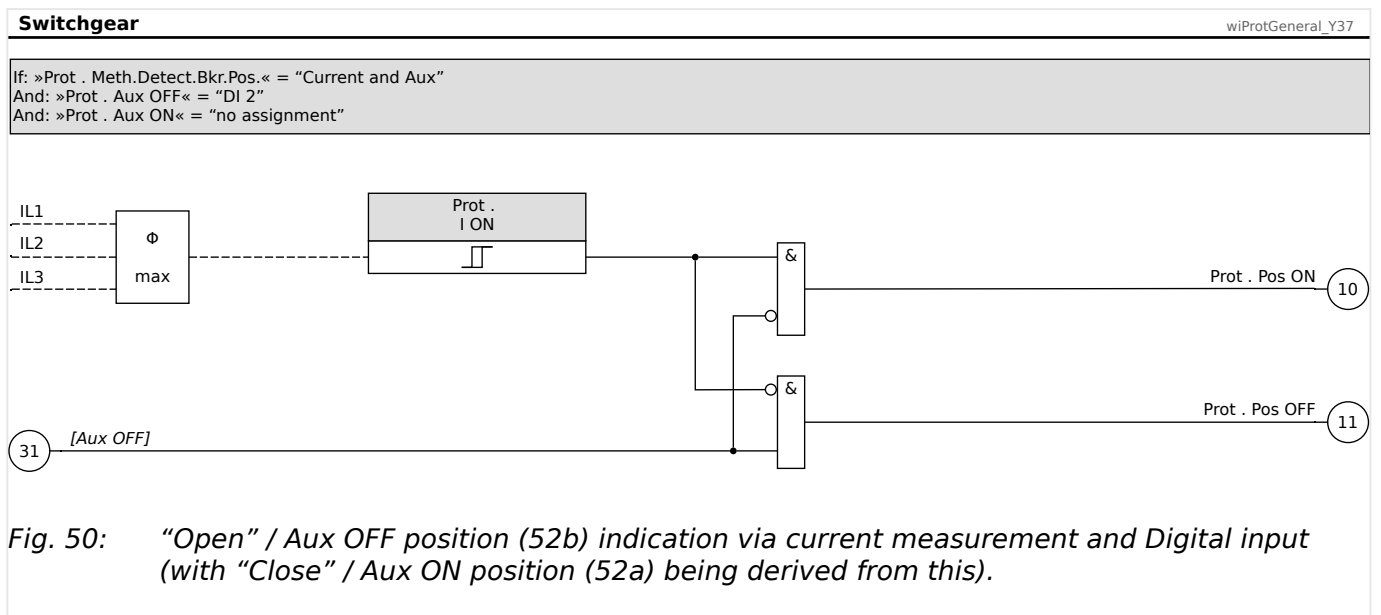 Switchgear
wiProtGeneral_Y37
If: »Prot . Meth.Detect.Bkr.Pos.« = “Current and Aux”
And: »Prot . Aux OFF« = “DI 2”
And: »Prot . Aux ON« = “no assignment”
IL1
IL2
IL3
Φ
max
Prot .
I ON
&
Prot . Pos ON
10
&
Prot . Pos OFF
11
31
[Aux OFF]
Fig. 50: “Open” / Aux OFF position (52b) indication via current measurement and Digital input
(with “Close” / Aux ON position (52a) being derived from this).